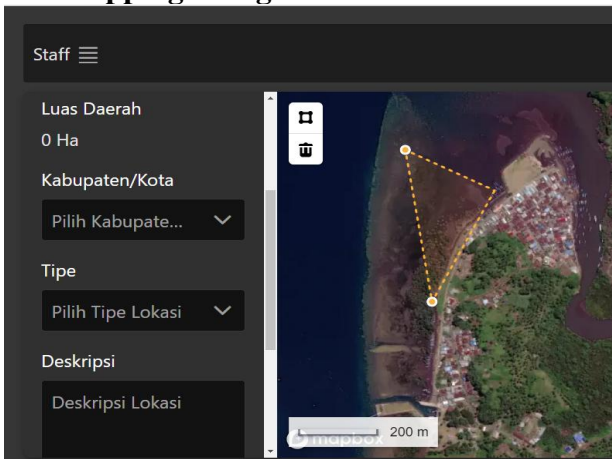 Staff
Luas Daerah
0 Ha
Kabupaten/Kota
Pilih Kabupate...
Tipe
Pilih Tipe Lokasi
Deskripsi
Deskripsi Lokasi
200 m
mapbox